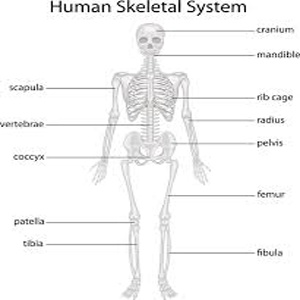 Human Skeletal System
cranium
mandible
scapula
rib cage
radius
vertebrae
pelvis
coccyx
femur
patella
tibia
fibula